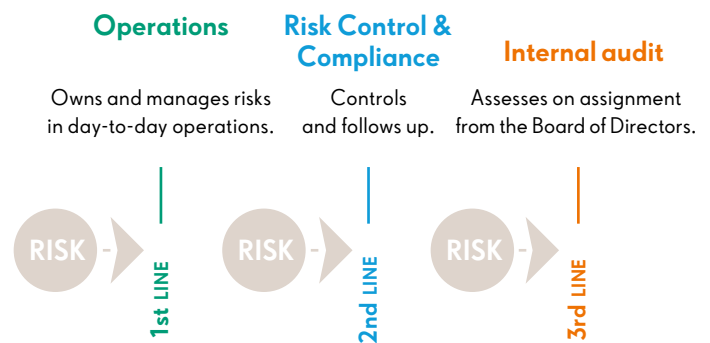 Operations
Owns and manages risks
in day-to-day operations.
Risk Control &
Compliance
Controls
and follows up.
Internal audit
Assesses on assignment
from the Board of Directors.
RISK
1st LINE
RISK
2nd LINE
RISK
3rd LINE